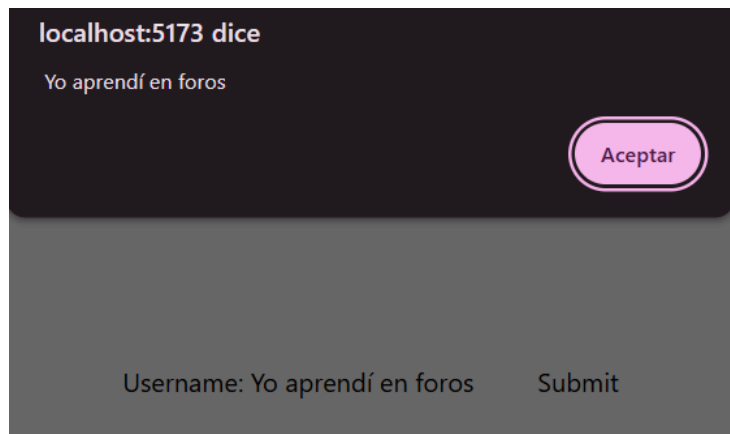 localhost:5173 dice
Yo aprendí en foros
Aceptar
Username: Yo aprendí en foros Submit